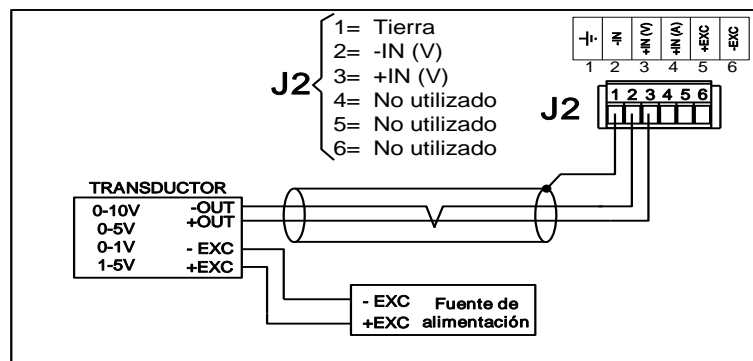 J2
1= Tierra
2= -IN (V)
3= +IN (V)
4= No utilizado
5= No utilizado
6= No utilizado
-IN
+IN (V)
+IN (A)
+EXC
-EXC
1 2 3 4 5 6
J2
1 2 3 4 5 6
TRANSDUCTOR
0-10V
0-5V
0-1V
1-5V
-OUT
+OUT
- EXC
+EXC
- EXC
+EXC
Fuente de
alimentación